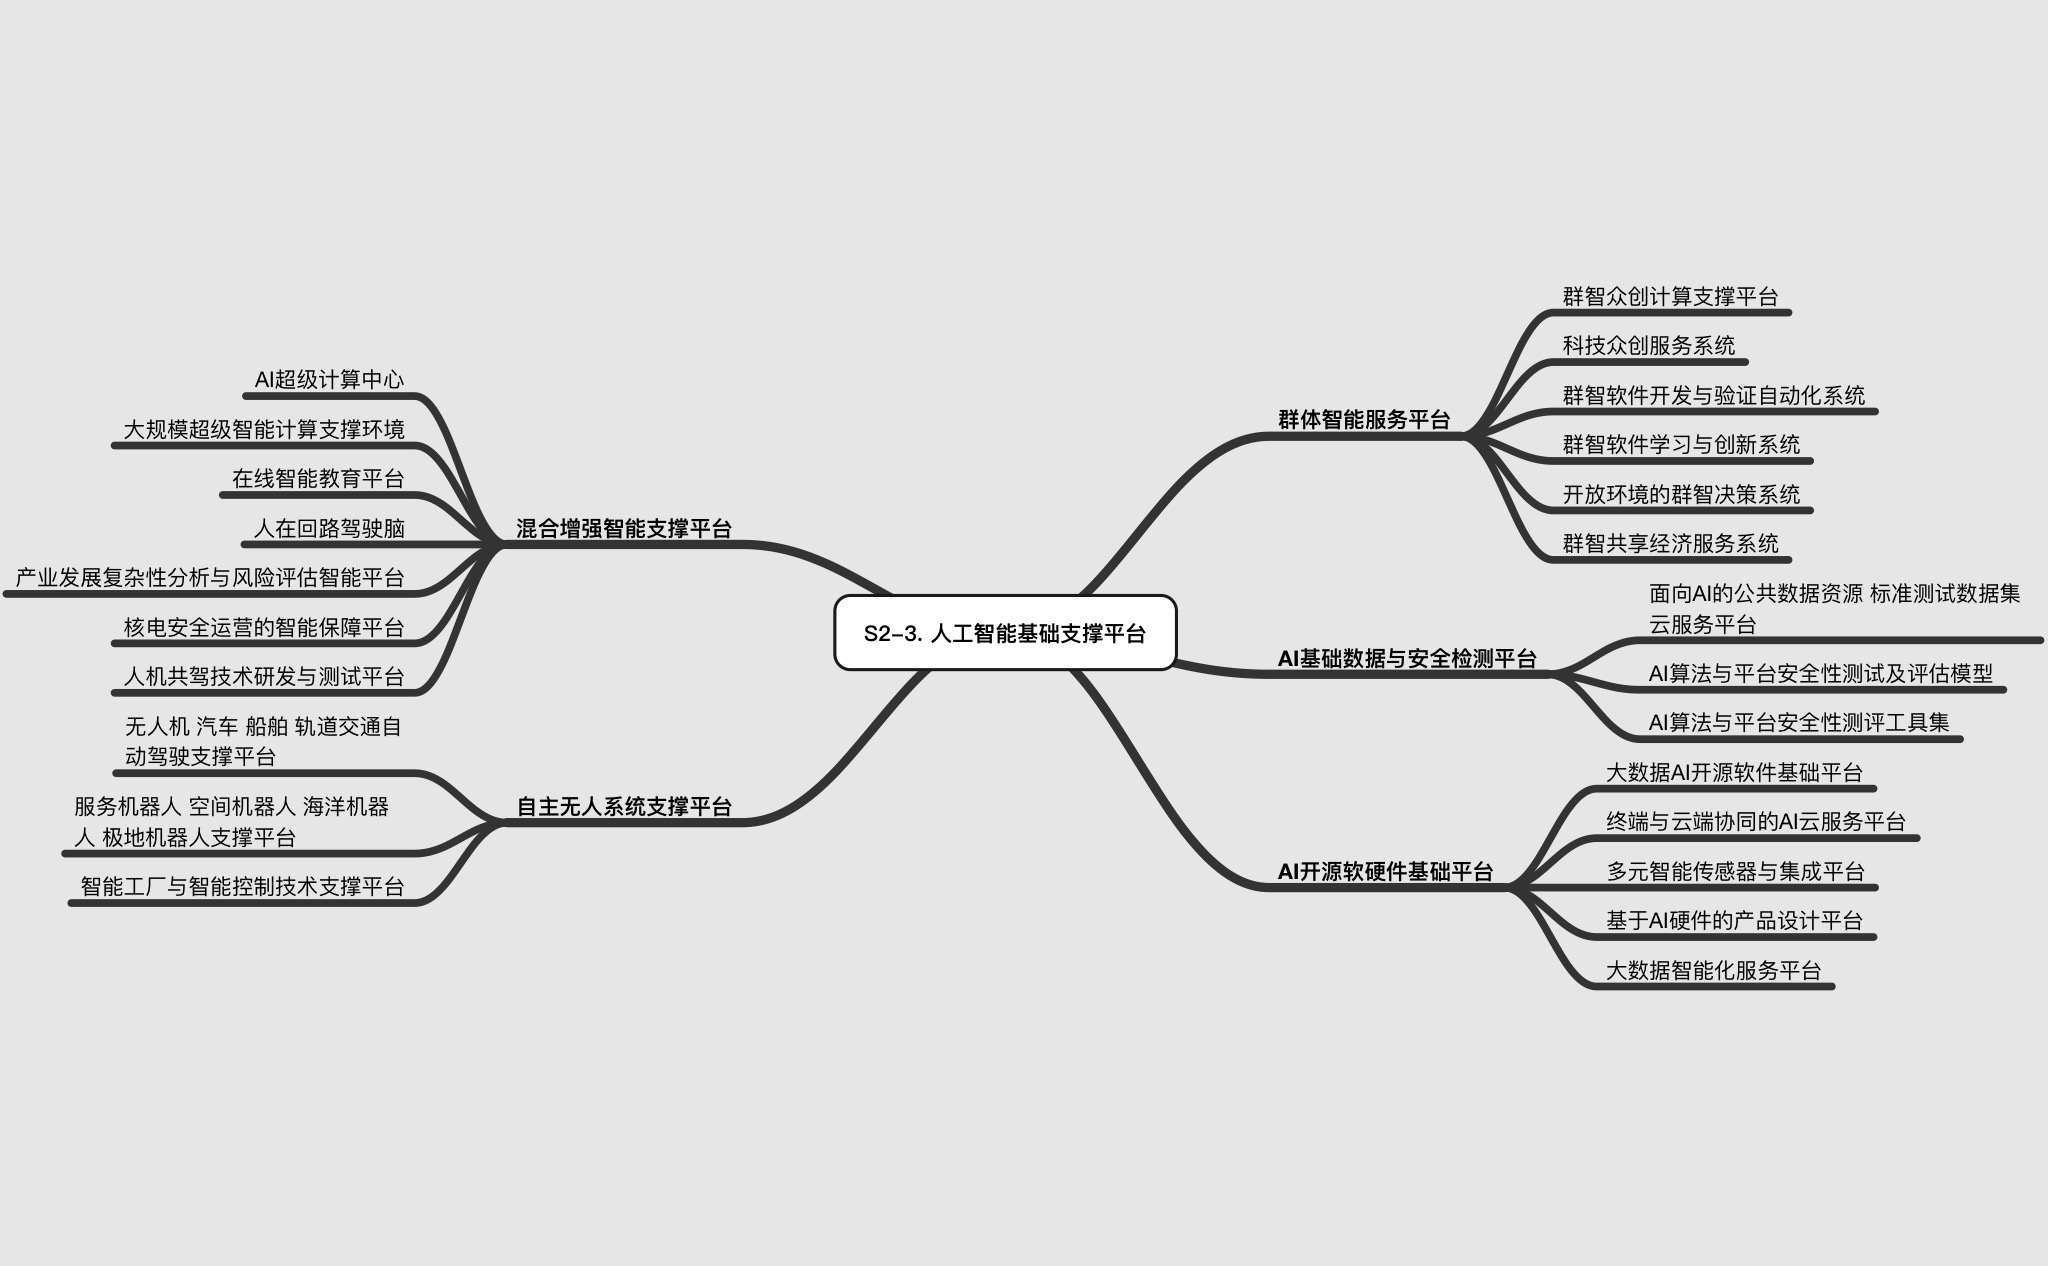 S2-3. 人工智能基础支撑平台
混合增强智能支撑平台
AI超级计算中心
大规模超级智能计算支撑环境
在线智能教育平台
人在回路驾驶脑
产业发展复杂性分析与风险评估智能平台
核电安全运营的智能保障平台
人机共驾技术研发与测试平台
自主无人系统支撑平台
无人机 汽车 船舶 轨道交通自
动驾驶支撑平台
服务机器人 空间机器人 海洋机器
人 极地机器人支撑平台
智能工厂与智能控制技术支撑平台
群体智能服务平台
群智众创计算支撑平台
科技众创服务系统
群智软件开发与验证自动化系统
群智软件学习与创新系统
开放环境的群智决策系统
群智共享经济服务系统
AI基础数据与安全检测平台
面向AI的公共数据资源 标准测试数据集
云服务平台
AI算法与平台安全性测试及评估模型
AI算法与平台安全性测评工具集
AI开源软硬件基础平台
大数据AI开源软件基础平台
终端与云端协同的AI云服务平台
多元智能传感器与集成平台
基于AI硬件的产品设计平台
大数据智能化服务平台